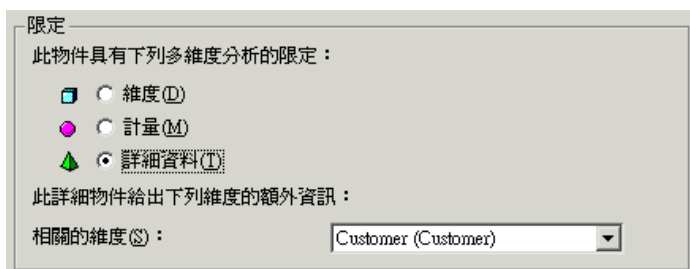 限定
此物件具有下列多維度分析的限定：
維度(D)
計量(M)
詳細資料(T)
此詳細物件給出下列維度的額外資訊：
相關的維度(S)： Customer (Customer)